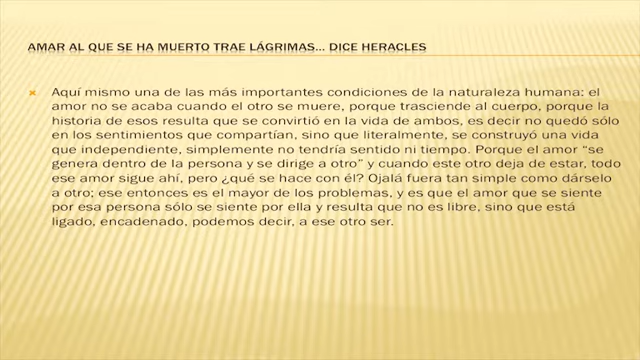 AMAR AL QUE SE HA MUERTO TRAE LÁGRIMAS... DICE HERACLES
Aquí mismo una de las más importantes condiciones de la naturaleza humana: el
amor no se acaba cuando el otro se muere, porque trasciende al cuerpo, porque la
historia de esos resulta que se convirtió en la vida de ambos, es decir no quedó sólo
en los sentimientos que compartían, sino que literalmente, se construyó una vida
que independiente, simplemente no tendría sentido ni tiempo. Porque el amor “se
genera dentro de la persona y se dirige a otro” y cuando este otro deja de estar, todo
ese amor sigue ahí, pero ¿qué se hace con él? Ojalá fuera tan simple como dárselo
a otro; ese entonces es el mayor de los problemas, y es que el amor que se siente
por esa persona sólo se siente por ella y resulta que no es libre, sino que está
ligado, encadenado, podemos decir, a ese otro ser.